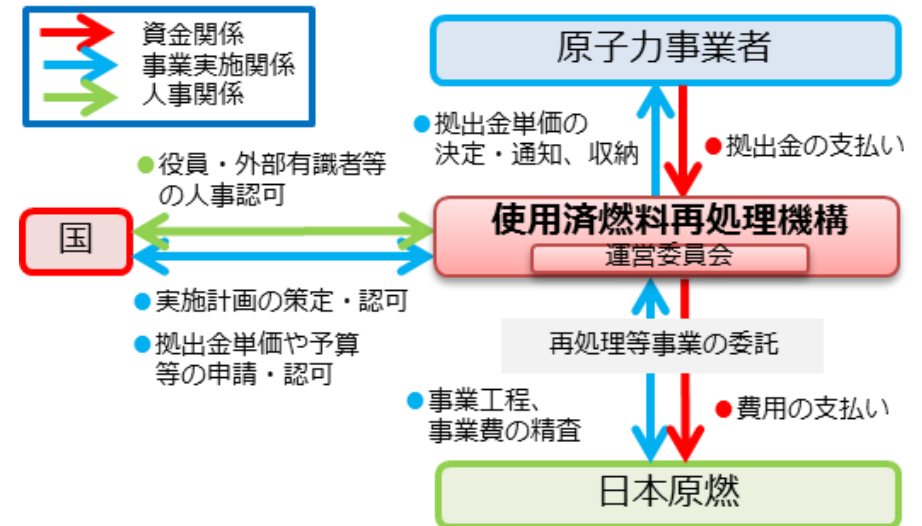 資金関係
事業実施関係
人事関係
原子力事業者
●拠出金単価の
決定・通知、収納
●拠出金の支払い
●役員・外部有識者等
の人事認可
国
使用済燃料再処理機構
運営委員会
●実施計画の策定・認可
●拠出金単価や予算
等の申請・認可
再処理等事業の委託
●事業工程、
事業費の精査
●費用の支払い
日本原燃